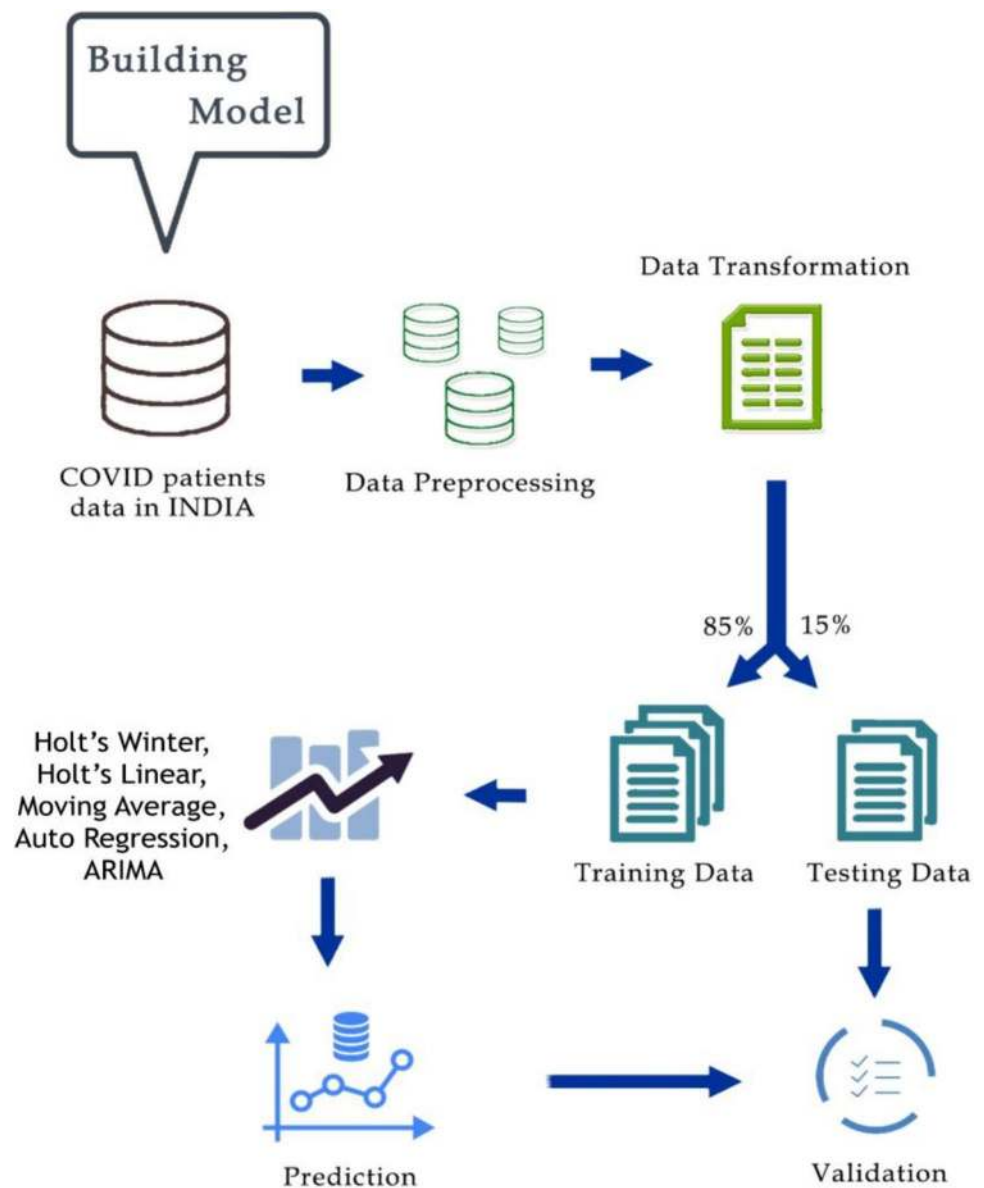 Building
Model
Data Transformation
COVID patients
data in INDIA
Data Preprocessing
85%
15%
Holt's Winter,
Holt's Linear,
Moving Average,
Auto Regression,
ARIMA
Training Data
Testing Data
Prediction
Validation